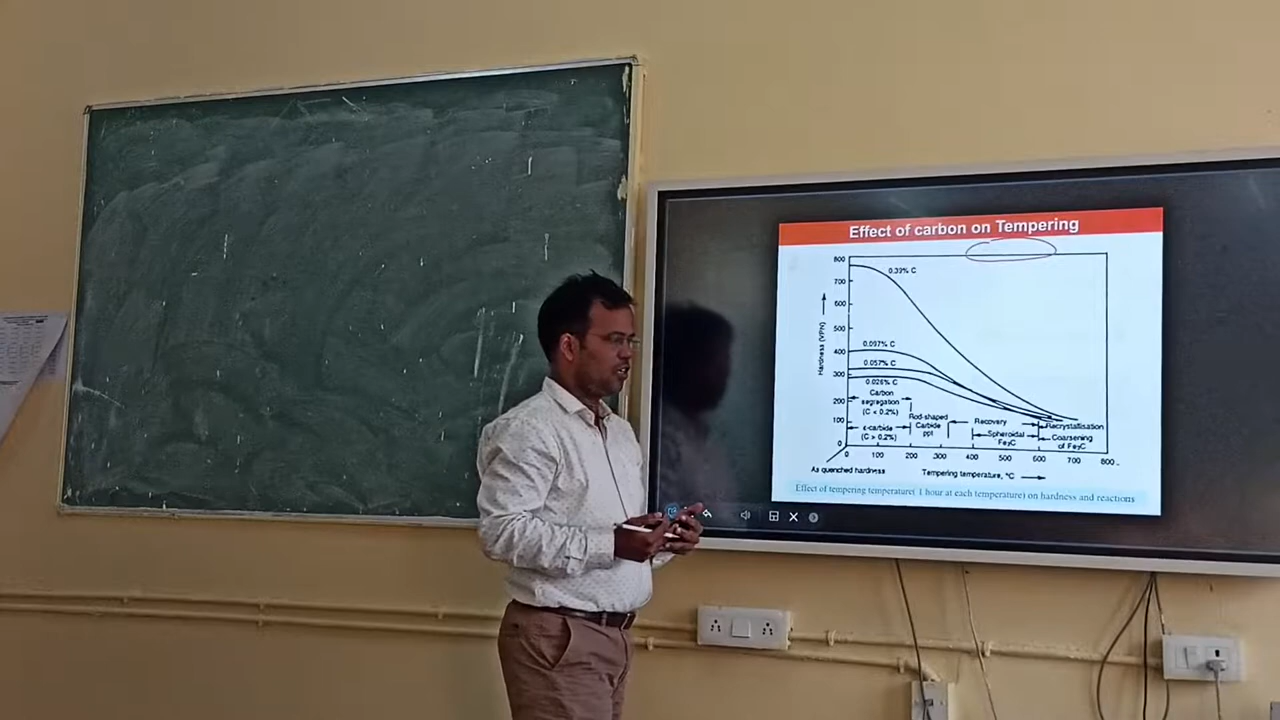 Effect of carbon on Tempering
800
700
600
500
400
300
200
100
0
Hardness (VPN)
0.39% C
0.097% C
0.057% C
0.026% C
Carbon
segregation
(C < 0.2%)
ε-carbide
(C > 0.2%)
Rod-shaped
Carbide
ppt
Recovery
Spheroidal
Fe₃C
Recrystallisation
Coarsening
of Fe₃C
0 100 200 300 400 500 600 700 800
As quenched hardness
Tempering temperature, °C
Effect of tempering temperature( 1 hour at each temperature) on hardness and reactions